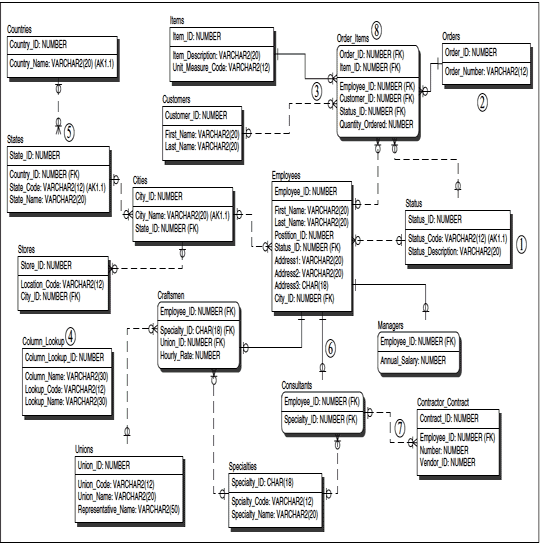 Countries
Country_ID: NUMBER
Country_Name: VARCHAR2(20) (AK1.1)
Items
Item_ID: NUMBER
Item_Description: VARCHAR2(20)
Unit_Measure_Code: VARCHAR2(12)
8
Order_Items
Order_ID: NUMBER (FK)
Item_ID: NUMBER (FK)
Employee_ID: NUMBER (FK)
Customer_ID: NUMBER (FK)
Status_ID: NUMBER (FK)
Quantity_Ordered: NUMBER
Orders
Order_ID: NUMBER
Order_Number: VARCHAR2(12)
2
3
Customers
Customer_ID: NUMBER
First_Name: VARCHAR2(20)
Last_Name: VARCHAR2(20)
5
States
State_ID: NUMBER
Country_ID: NUMBER (FK)
State_Code: VARCHAR2(12) (AK1.1)
State_Name: VARCHAR2(20)
Cities
City_ID: NUMBER
City_Name: VARCHAR2(20) (AK1.1)
State_ID: NUMBER (FK)
Employees
Employee_ID: NUMBER
First_Name: VARCHAR2(20)
Last_Name: VARCHAR2(20)
Postition_ID: NUMBER
Status_ID: NUMBER (FK)
Address1: VARCHAR2(20)
Address2: VARCHAR2(20)
Address3: CHAR(18)
City_ID: NUMBER (FK)
Status
Status_ID: NUMBER
Status_Code: VARCHAR2(12) (AK1.1)
Status_Description: VARCHAR2(20)
1
Stores
Store_ID: NUMBER
Location_Code: VARCHAR2(12)
City_ID: NUMBER (FK)
Craftsmen
Employee_ID: NUMBER (FK)
Specialty_ID: CHAR(18) (FK)
Union_ID: NUMBER (FK)
Hourly_Rate: NUMBER
Managers
Employee_ID: NUMBER (FK)
Annual_Salary: NUMBER
Column_Lookup 4
Column_Lookup_ID: NUMBER
Column_Name: VARCHAR2(30)
Lookup_Code: VARCHAR2(12)
Lookup_Name: VARCHAR2(30)
6
Consultants
Employee_ID: NUMBER (FK)
Specialty_ID: NUMBER (FK)
7
Contractor_Contract
Contract_ID: NUMBER
Employee_ID: NUMBER (FK)
Number: NUMBER
Vendor_ID: NUMBER
Unions
Union_ID: NUMBER
Union_Code: VARCHAR2(12)
Union_Name: VARCHAR2(20)
Representative_Name: VARCHAR2(50)
Specialties
Specialty_ID: CHAR(18)
Spcialty_Code: VARCHAR2(12)
Specialty_Name: VARCHAR2(20)